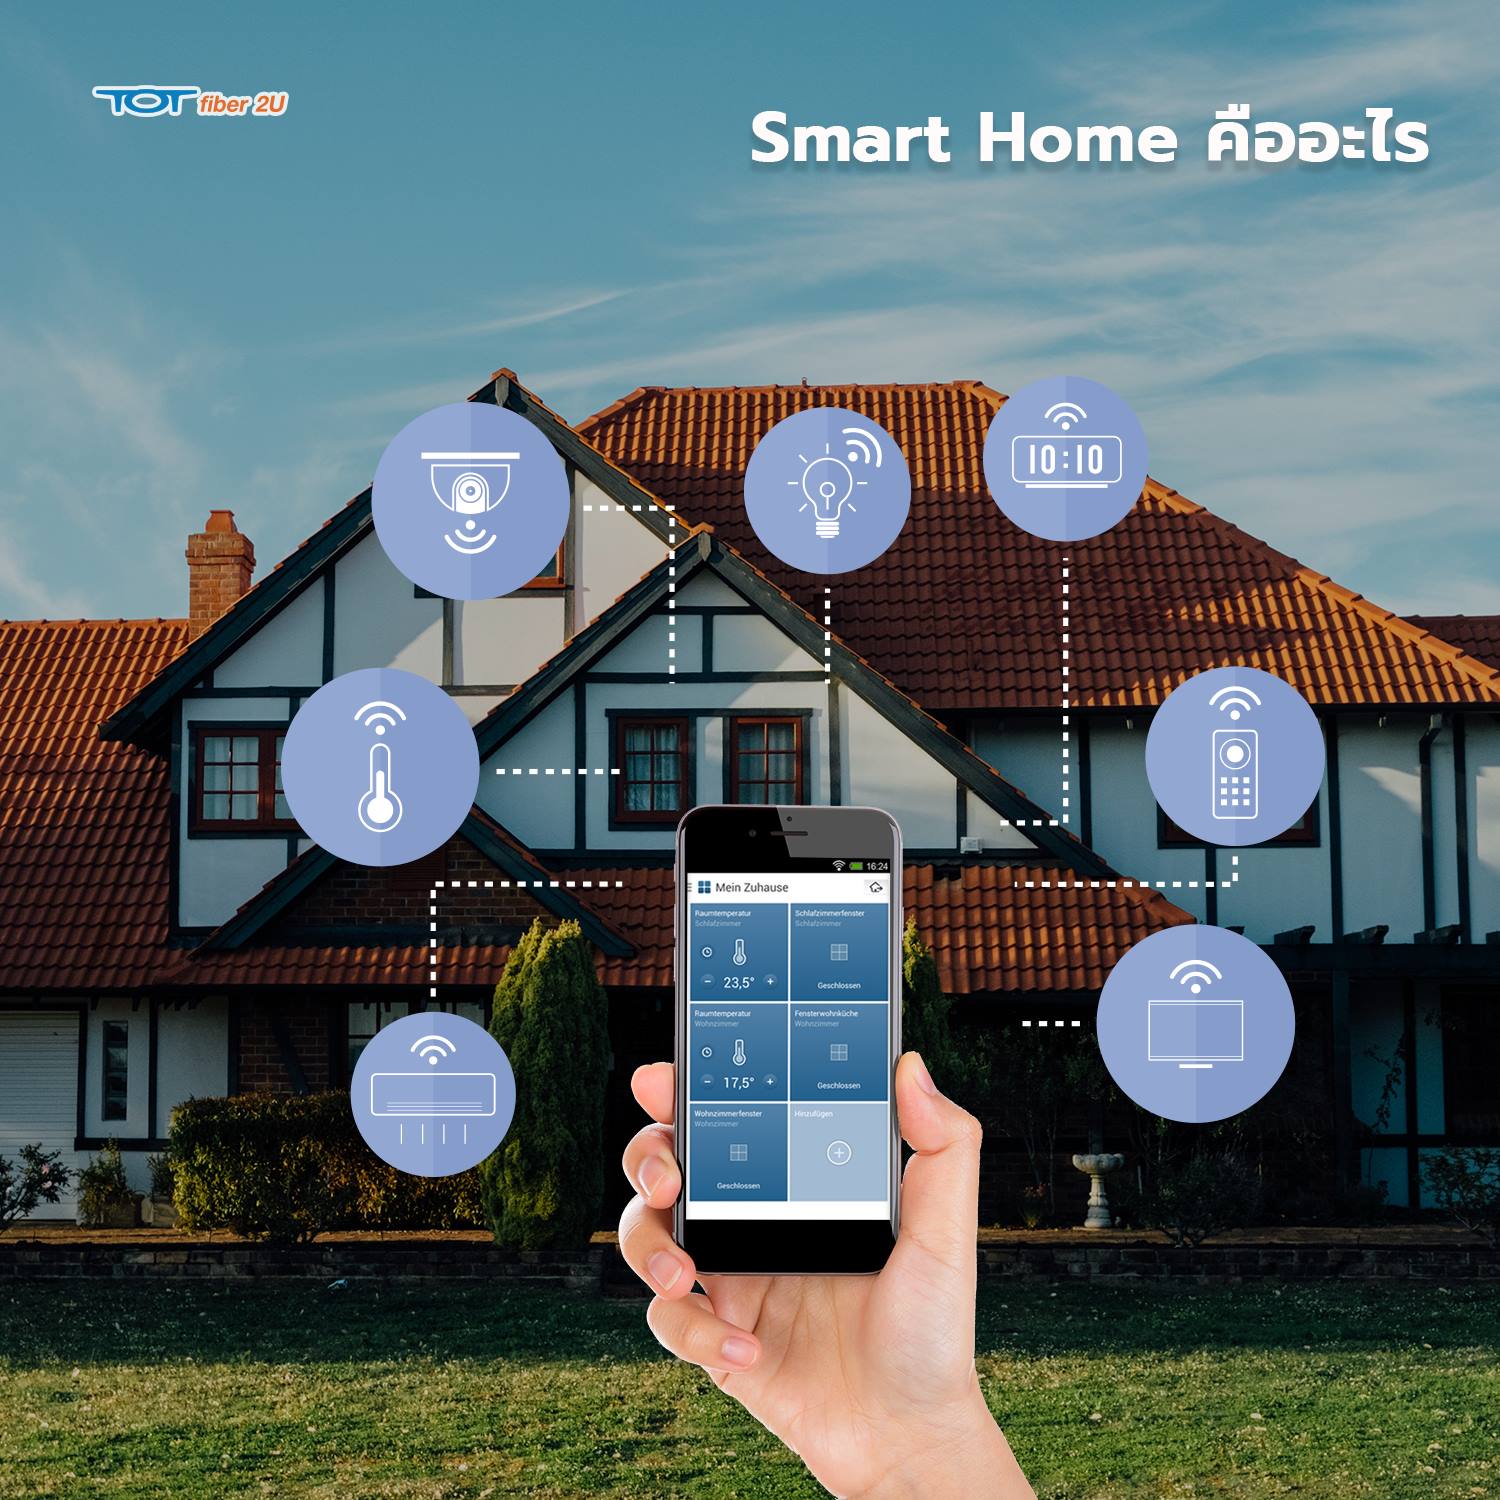 TOT fiber 2U
Smart Home คืออะไร
10:10
16:24
Mein Zuhause
Raumtemperatur
Schlafzimmer
23,5°
Schlafzimmerfenster
Schlafzimmer
Geschlossen
Raumtemperatur
Wohnzimmer
17,5°
Fensterwohnküche
Wohnzimmer
Geschlossen
Wohnzimmerfenster
Wohnzimmer
Geschlossen
Hinzufügen